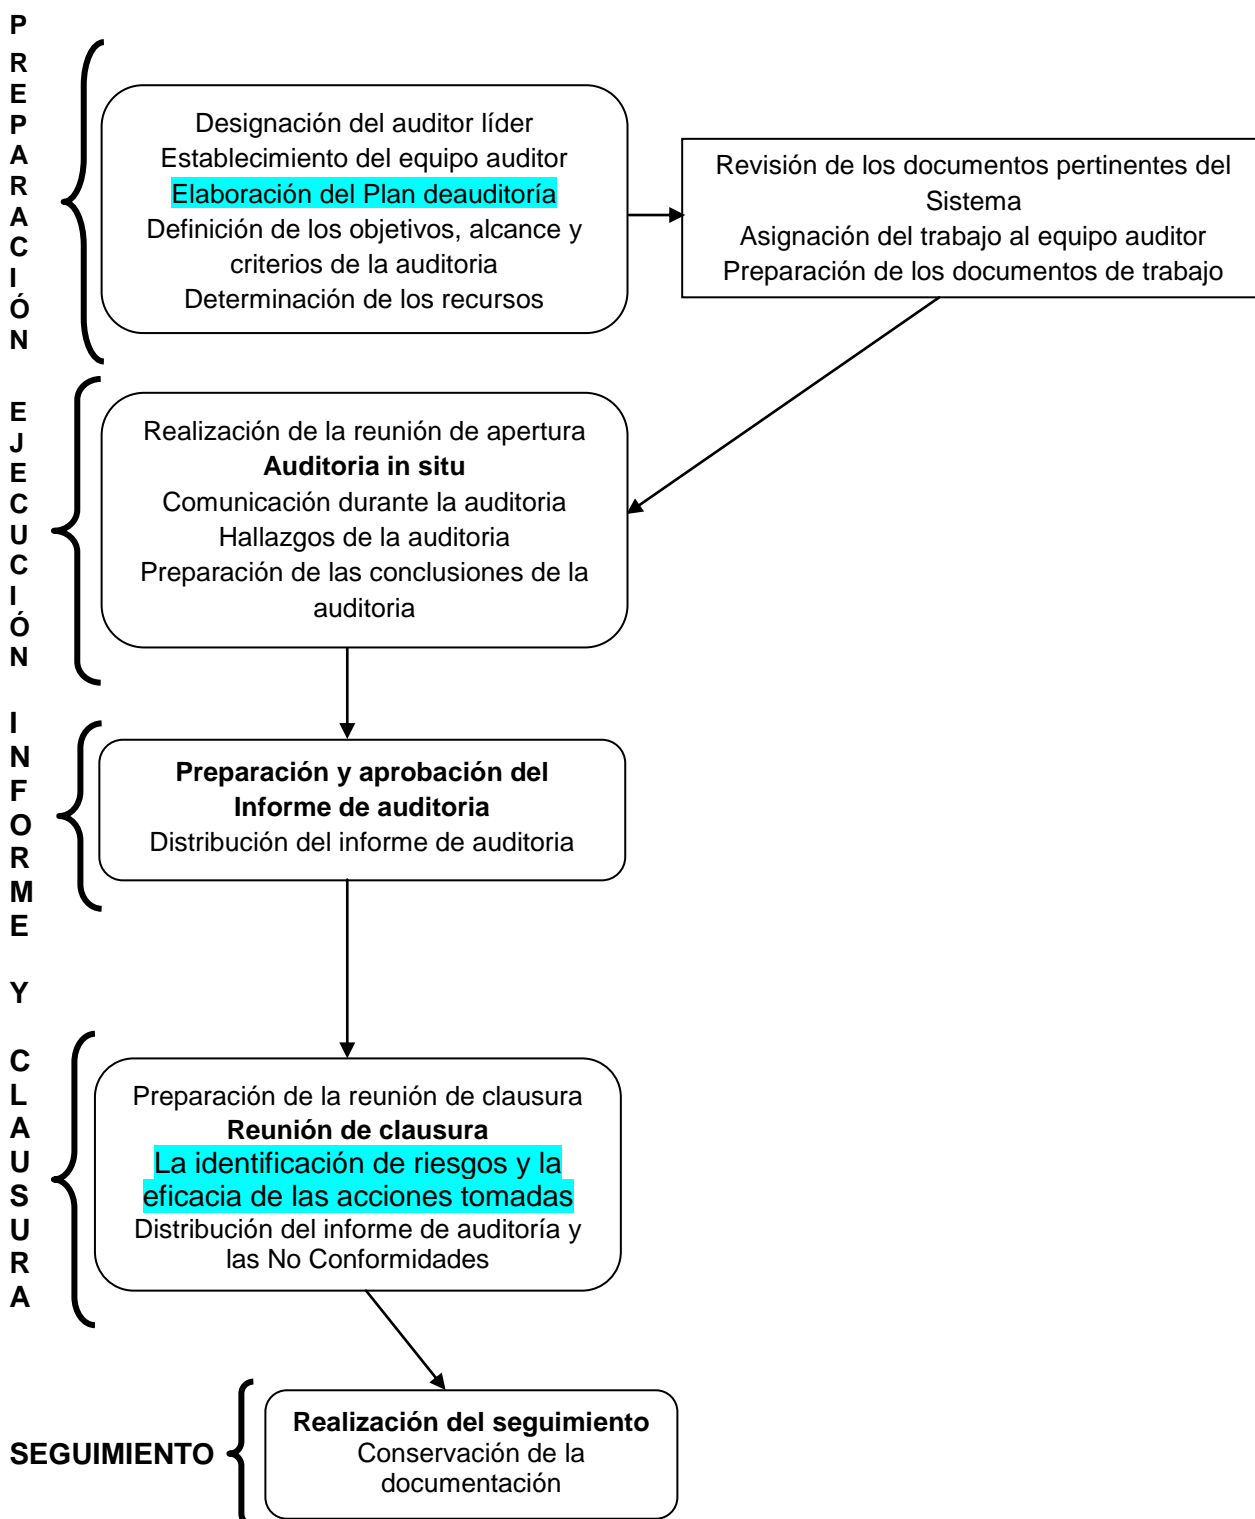 PREPARACIÓN
Designación del auditor líder
Establecimiento del equipo auditor
Elaboración del Plan deauditoría
Definición de los objetivos, alcance y
criterios de la auditoria
Determinación de los recursos
Revisión de los documentos pertinentes del
Sistema
Asignación del trabajo al equipo auditor
Preparación de los documentos de trabajo
EJECUCIÓN
Realización de la reunión de apertura
Auditoria in situ
Comunicación durante la auditoria
Hallazgos de la auditoria
Preparación de las conclusiones de la
auditoria
INFORME Y CLAUSURA
Preparación y aprobación del
Informe de auditoria
Distribución del informe de auditoria
Preparación de la reunión de clausura
Reunión de clausura
La identificación de riesgos y la
eficacia de las acciones tomadas
Distribución del informe de auditoría y
las No Conformidades
SEGUIMIENTO
Realización del seguimiento
Conservación de la
documentación